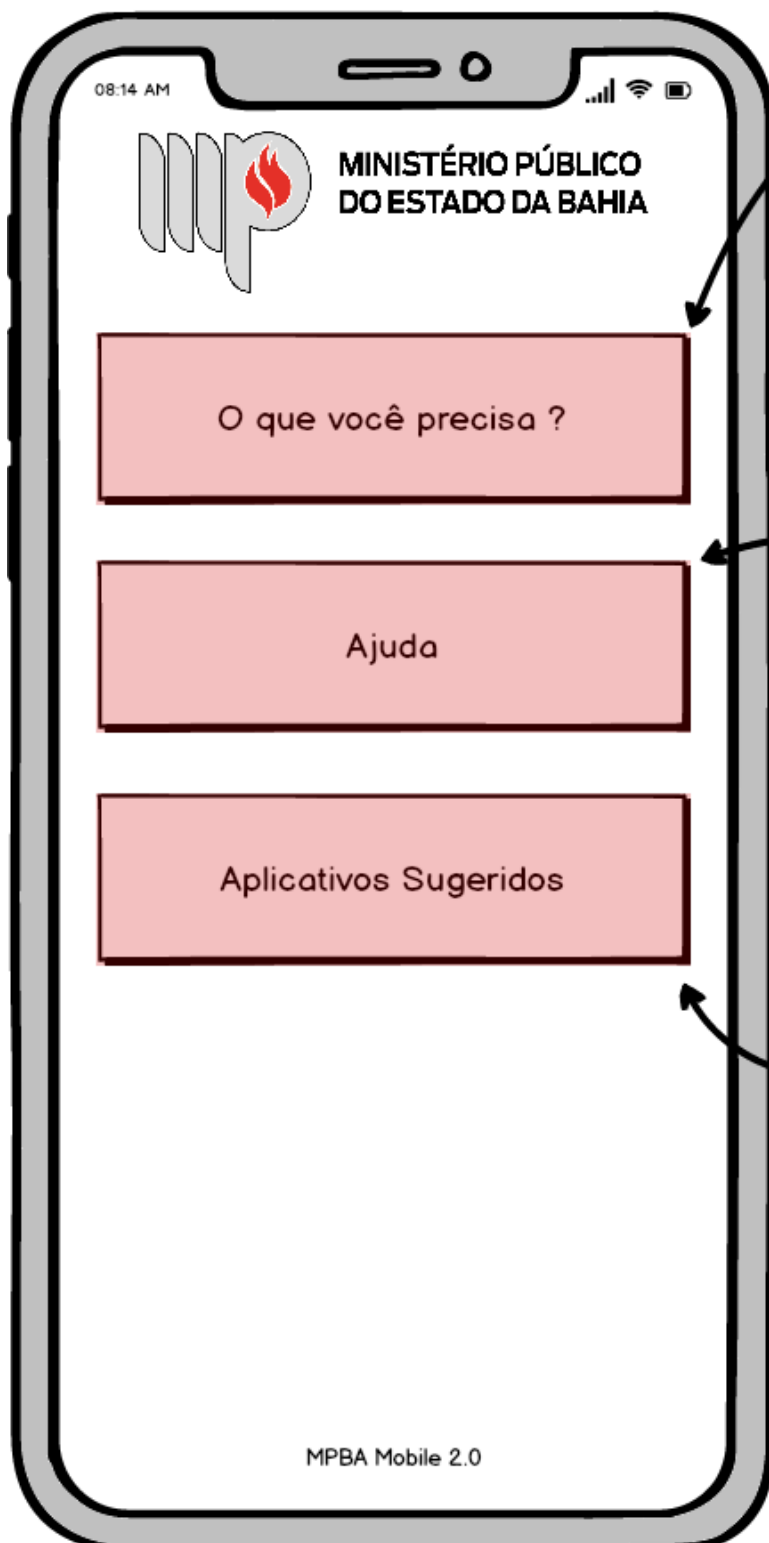 08:14 AM
mp
MINISTÉRIO PÚBLICO
DO ESTADO DA BAHIA
O que você precisa ?
Ajuda
Aplicativos Sugeridos
MPBA Mobile 2.0